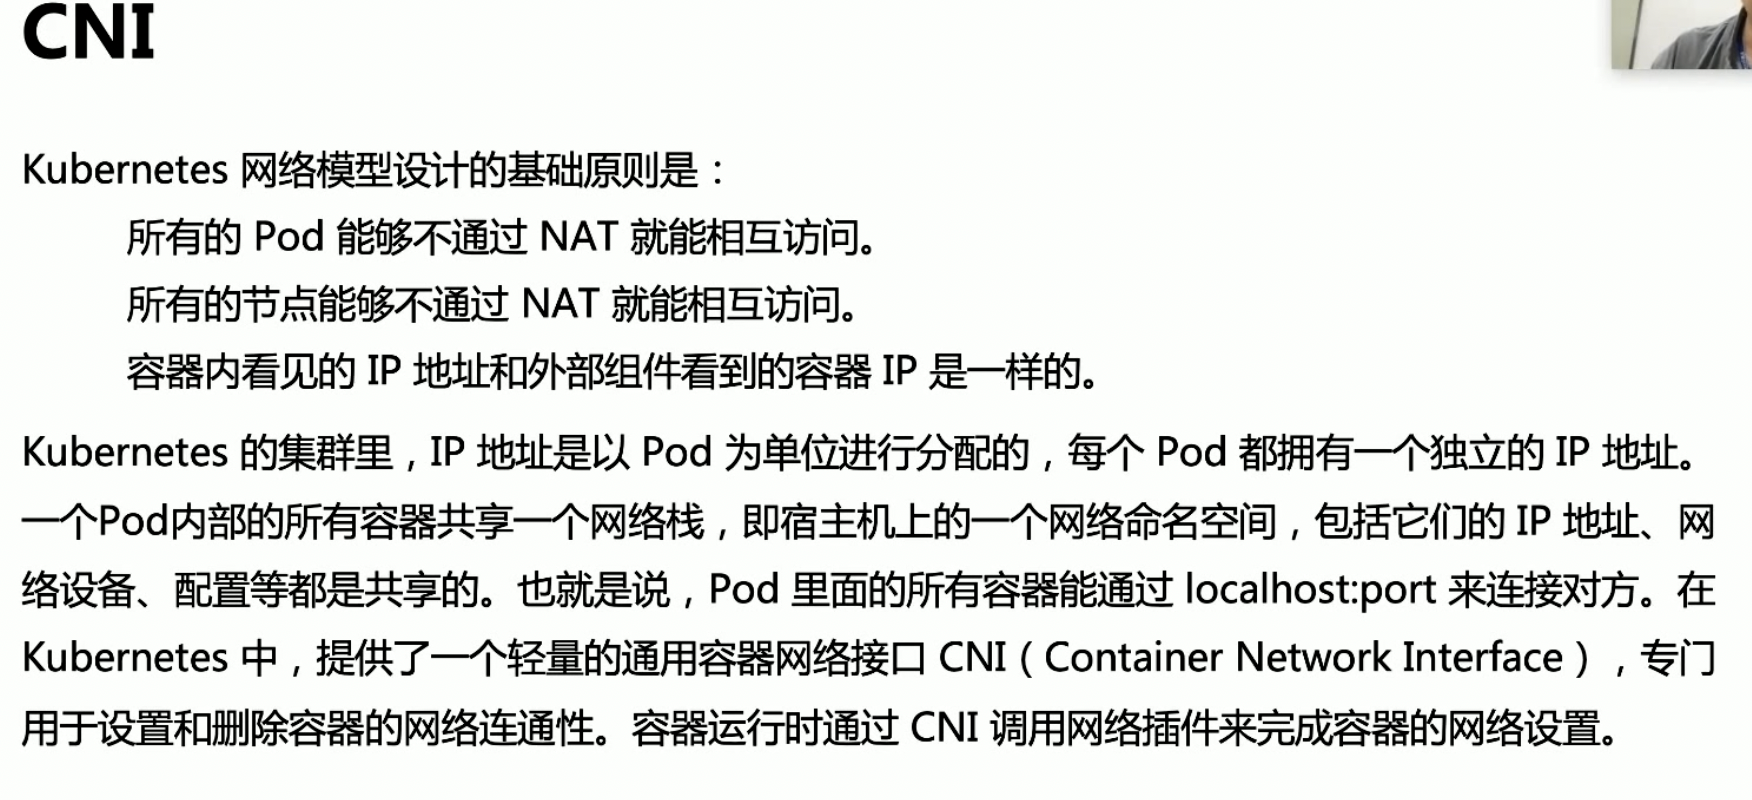 CNI
Kubernetes 网络模型设计的基础原则是：
所有的 Pod 能够不通过 NAT 就能相互访问。
所有的节点能够不通过 NAT 就能相互访问。
容器内看见的 IP 地址和外部组件看到的容器 IP 是一样的。
Kubernetes 的集群里，IP 地址是以 Pod 为单位进行分配的，每个 Pod 都拥有一个独立的 IP 地址。
一个Pod内部的所有容器共享一个网络栈，即宿主机上的一个网络命名空间，包括它们的 IP 地址、网
络设备、配置等都是共享的。也就是说，Pod 里面的所有容器能通过 localhost:port 来连接对方。在
Kubernetes 中，提供了一个轻量的通用容器网络接口 CNI（Container Network Interface），专门
用于设置和删除容器的网络连通性。容器运行时通过 CNI 调用网络插件来完成容器的网络设置。